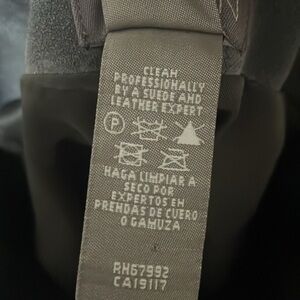 CLEAN
PROFESSIONALLY
BY A SUEDE AND
LEATHER EXPERT
P
HAGA LIMPIAR A
SECO POR
EXPERTOS EN
PRENDAS DE CUERO
O GAMUZA
RN67992
CA19117